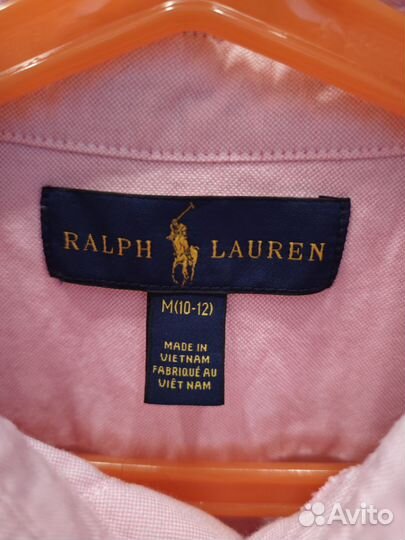 RALPH LAUREN
M(10-12)
MADE IN
VIETNAM
FABRIQUÉ AU
VIÊT NAM
Avito